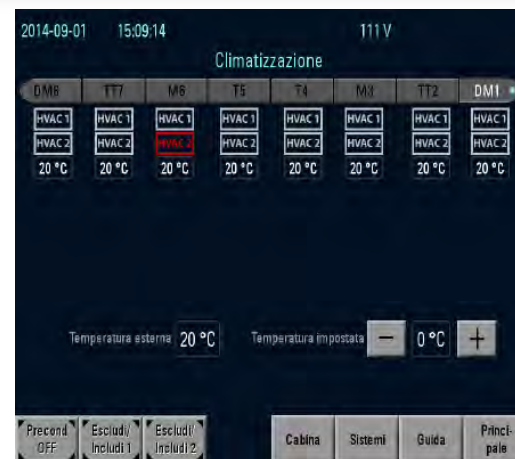 2014-09-01 15:09:14 111 V
Climatizzazione
DM8 TT7 M6 T5 T4 M3 TT2 DM1
HVAC 1 HVAC 1 HVAC 1 HVAC 1 HVAC 1 HVAC 1 HVAC 1 HVAC 1
HVAC 2 HVAC 2 HVAC 2 HVAC 2 HVAC 2 HVAC 2 HVAC 2 HVAC 2
20 °C 20 °C 20 °C 20 °C 20 °C 20 °C 20 °C 20 °C
Temperatura esterna 20 °C Temperatura impostata − 0 °C +
Precond OFF Escludi/ Includi 1 Escludi/ Includi 2 Cabina Sistemi Guida Princi- pale